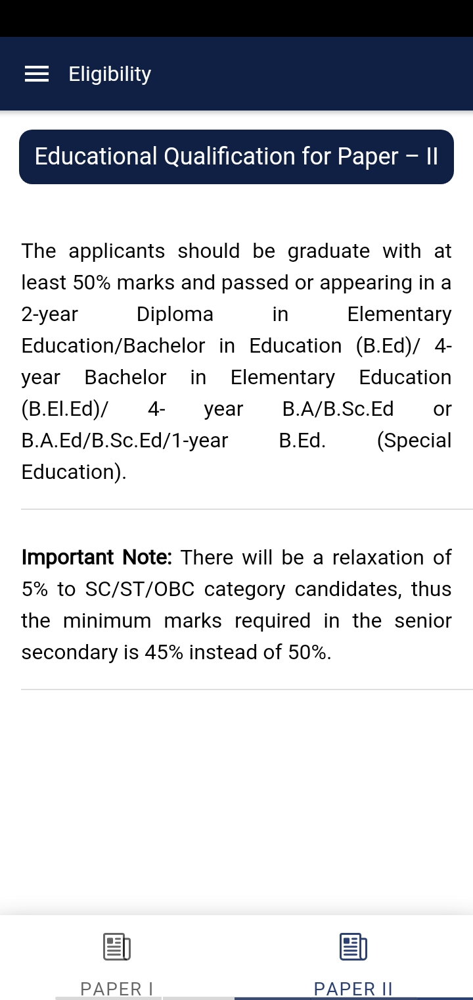 Eligibility
Educational Qualification for Paper – II
The applicants should be graduate with at
least 50% marks and passed or appearing in a
2-year Diploma in Elementary
Education/Bachelor in Education (B.Ed)/ 4-
year Bachelor in Elementary Education
(B.El.Ed)/ 4- year B.A/B.Sc.Ed or
B.A.Ed/B.Sc.Ed/1-year B.Ed. (Special
Education).
Important Note: There will be a relaxation of
5% to SC/ST/OBC category candidates, thus
the minimum marks required in the senior
secondary is 45% instead of 50%.
PAPER I
PAPER II